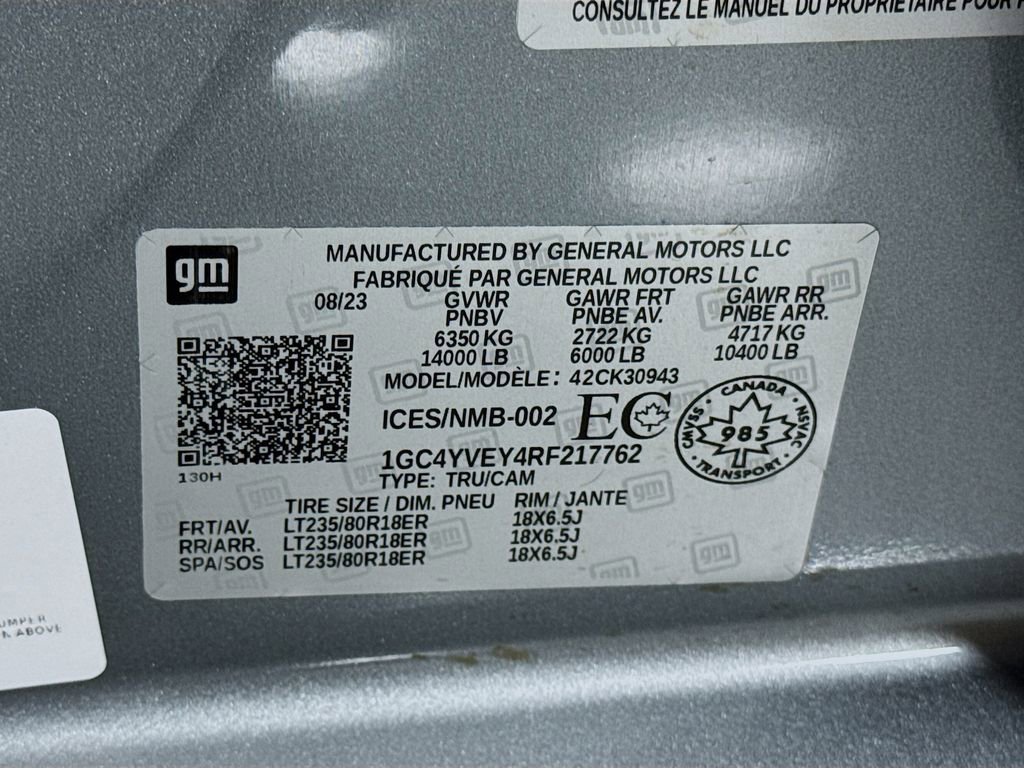 CONSULTEZ LE MANUEL DU PROPRIÉTAIRE POUR
gm
MANUFACTURED BY GENERAL MOTORS LLC
FABRIQUÉ PAR GENERAL MOTORS LLC
08/23 GVWR GAWR FRT GAWR RR
PNBV PNBE AV. PNBE ARR.
6350 KG 2722 KG 4717 KG
14000 LB 6000 LB 10400 LB
MODEL/MODÈLE: 42CK30943
ICES/NMB-002 EC
CANADA
CMVSS 985 NSVAC
TRANSPORT
1GC4YVEY4RF217762
TYPE: TRU/CAM
130H
TIRE SIZE / DIM. PNEU RIM / JANTE
FRT/AV. LT235/80R18ER 18X6.5J
RR/ARR. LT235/80R18ER 18X6.5J
SPA/SOS LT235/80R18ER 18X6.5J
ABOVE